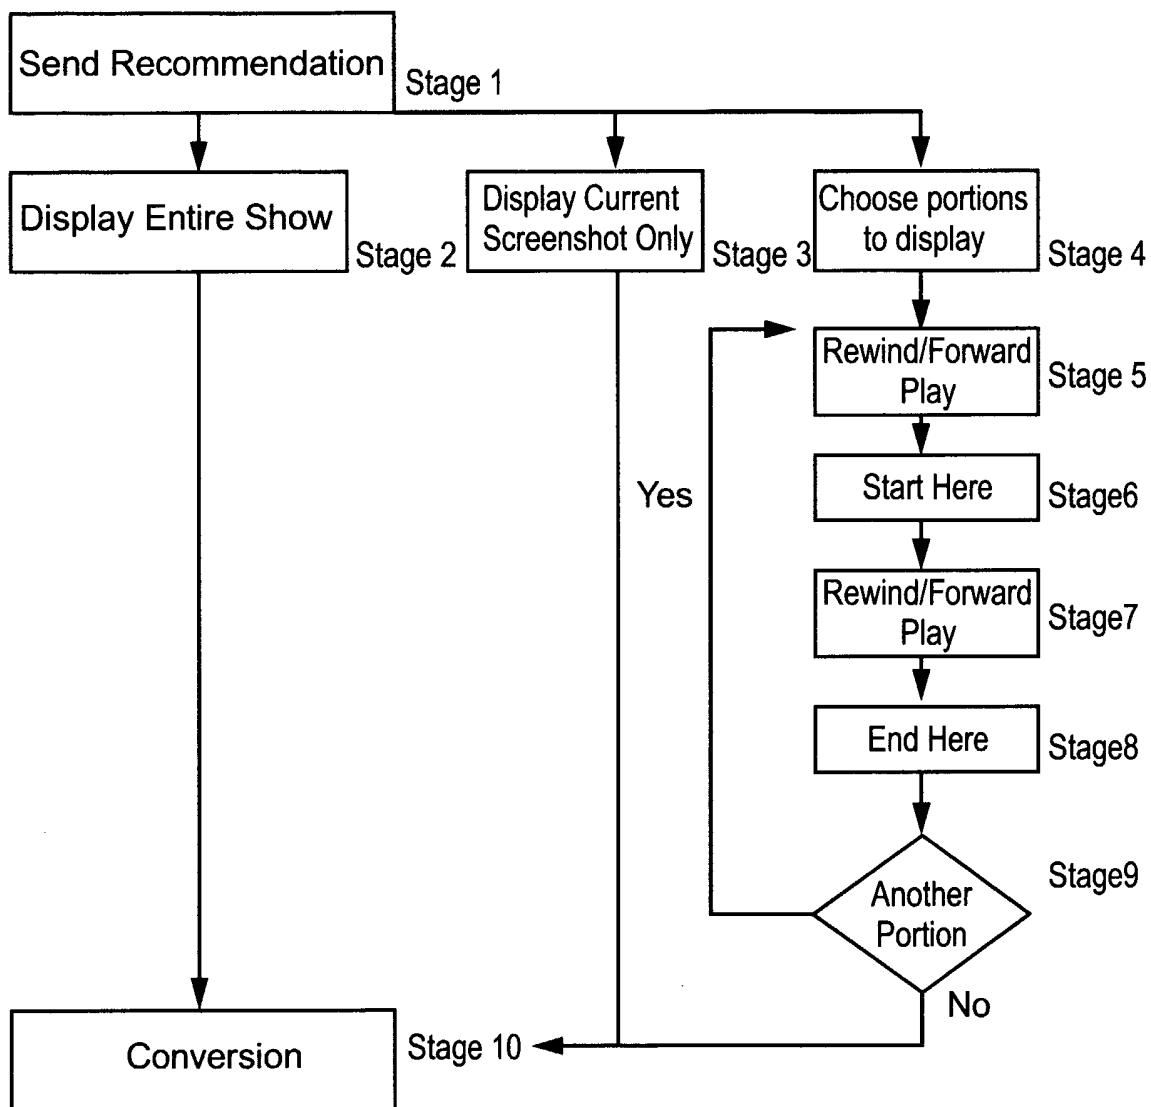 Send Recommendation
Stage 1
Display Entire Show
Stage 2
Display Current
Screenshot Only
Stage 3
Choose portions
to display
Stage 4
Rewind/Forward
Play
Stage 5
Yes
Start Here
Stage6
Rewind/Forward
Play
Stage7
End Here
Stage8
Another
Portion
Stage9
No
Conversion
Stage 10